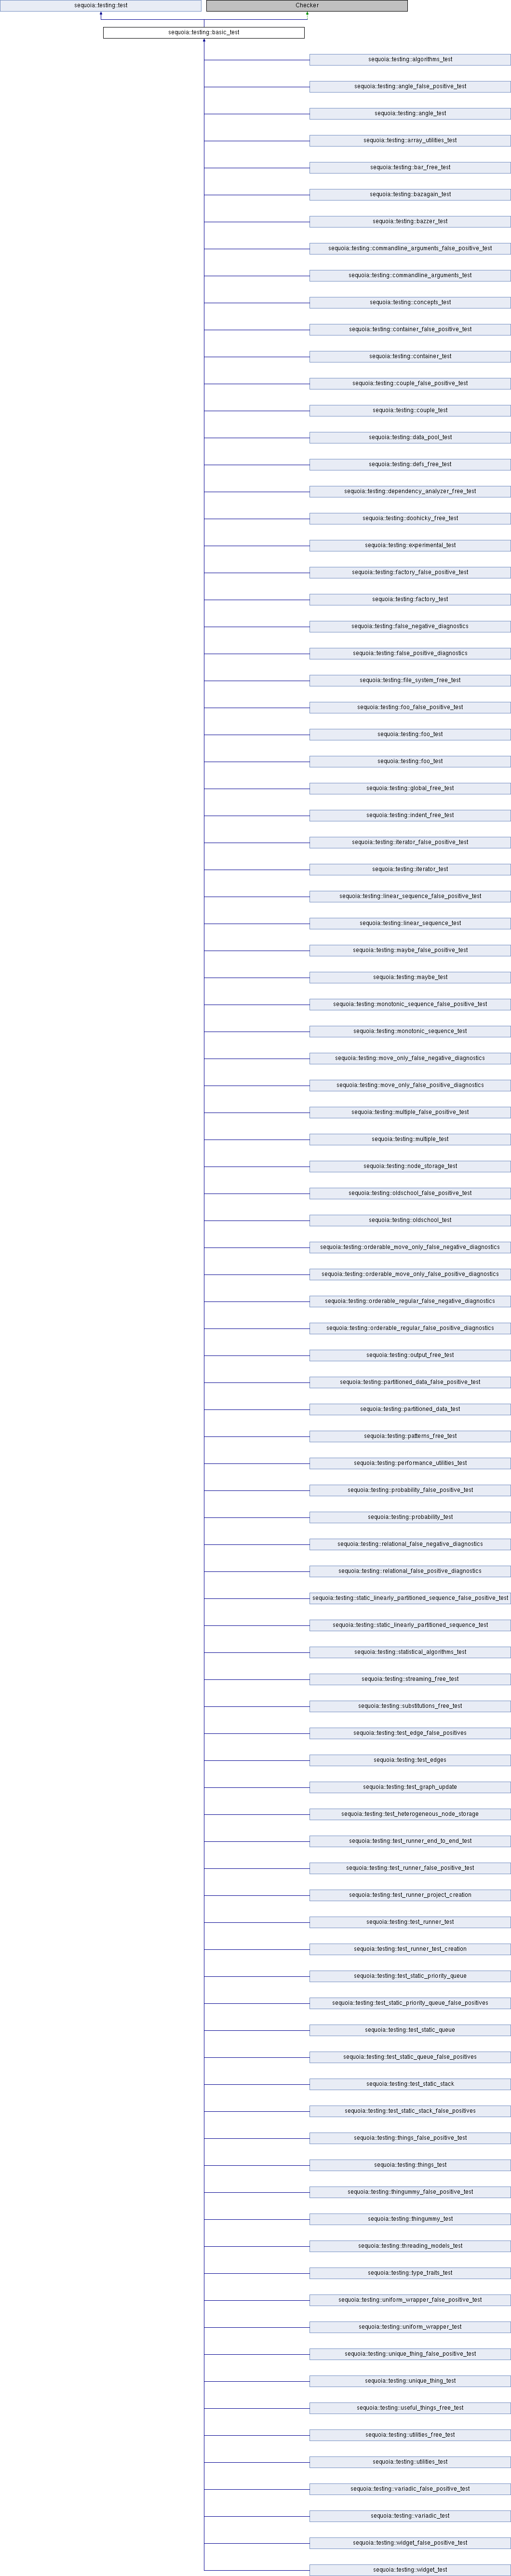 sequoia::testing::test
Checker
sequoia::testing::basic_test
sequoia::testing::algorithms_test
sequoia::testing::angle_false_positive_test
sequoia::testing::angle_test
sequoia::testing::array_utilities_test
sequoia::testing::bar_free_test
sequoia::testing::bazagain_test
sequoia::testing::bazzer_test
sequoia::testing::commandline_arguments_false_positive_test
sequoia::testing::commandline_arguments_test
sequoia::testing::concepts_test
sequoia::testing::container_false_positive_test
sequoia::testing::container_test
sequoia::testing::couple_false_positive_test
sequoia::testing::couple_test
sequoia::testing::data_pool_test
sequoia::testing::defs_free_test
sequoia::testing::dependency_analyzer_free_test
sequoia::testing::doohicky_free_test
sequoia::testing::experimental_test
sequoia::testing::factory_false_positive_test
sequoia::testing::factory_test
sequoia::testing::false_negative_diagnostics
sequoia::testing::false_positive_diagnostics
sequoia::testing::file_system_free_test
sequoia::testing::foo_false_positive_test
sequoia::testing::foo_test
sequoia::testing::foo_test
sequoia::testing::global_free_test
sequoia::testing::indent_free_test
sequoia::testing::iterator_false_positive_test
sequoia::testing::iterator_test
sequoia::testing::linear_sequence_false_positive_test
sequoia::testing::linear_sequence_test
sequoia::testing::maybe_false_positive_test
sequoia::testing::maybe_test
sequoia::testing::monotonic_sequence_false_positive_test
sequoia::testing::monotonic_sequence_test
sequoia::testing::move_only_false_negative_diagnostics
sequoia::testing::move_only_false_positive_diagnostics
sequoia::testing::multiple_false_positive_test
sequoia::testing::multiple_test
sequoia::testing::node_storage_test
sequoia::testing::oldschool_false_positive_test
sequoia::testing::oldschool_test
sequoia::testing::orderable_move_only_false_negative_diagnostics
sequoia::testing::orderable_move_only_false_positive_diagnostics
sequoia::testing::orderable_regular_false_negative_diagnostics
sequoia::testing::orderable_regular_false_positive_diagnostics
sequoia::testing::output_free_test
sequoia::testing::partitioned_data_false_positive_test
sequoia::testing::partitioned_data_test
sequoia::testing::patterns_free_test
sequoia::testing::performance_utilities_test
sequoia::testing::probability_false_positive_test
sequoia::testing::probability_test
sequoia::testing::relational_false_negative_diagnostics
sequoia::testing::relational_false_positive_diagnostics
sequoia::testing::static_linearly_partitioned_sequence_false_positive_test
sequoia::testing::static_linearly_partitioned_sequence_test
sequoia::testing::statistical_algorithms_test
sequoia::testing::streaming_free_test
sequoia::testing::substitutions_free_test
sequoia::testing::test_edge_false_positives
sequoia::testing::test_edges
sequoia::testing::test_graph_update
sequoia::testing::test_heterogeneous_node_storage
sequoia::testing::test_runner_end_to_end_test
sequoia::testing::test_runner_false_positive_test
sequoia::testing::test_runner_project_creation
sequoia::testing::test_runner_test
sequoia::testing::test_runner_test_creation
sequoia::testing::test_static_priority_queue
sequoia::testing::test_static_priority_queue_false_positives
sequoia::testing::test_static_queue
sequoia::testing::test_static_queue_false_positives
sequoia::testing::test_static_stack
sequoia::testing::test_static_stack_false_positives
sequoia::testing::things_false_positive_test
sequoia::testing::things_test
sequoia::testing::thingummy_false_positive_test
sequoia::testing::thingummy_test
sequoia::testing::threading_models_test
sequoia::testing::type_traits_test
sequoia::testing::uniform_wrapper_false_positive_test
sequoia::testing::uniform_wrapper_test
sequoia::testing::unique_thing_false_positive_test
sequoia::testing::unique_thing_test
sequoia::testing::useful_things_free_test
sequoia::testing::utilities_free_test
sequoia::testing::utilities_test
sequoia::testing::variadic_false_positive_test
sequoia::testing::variadic_test
sequoia::testing::widget_false_positive_test
sequoia::testing::widget_test